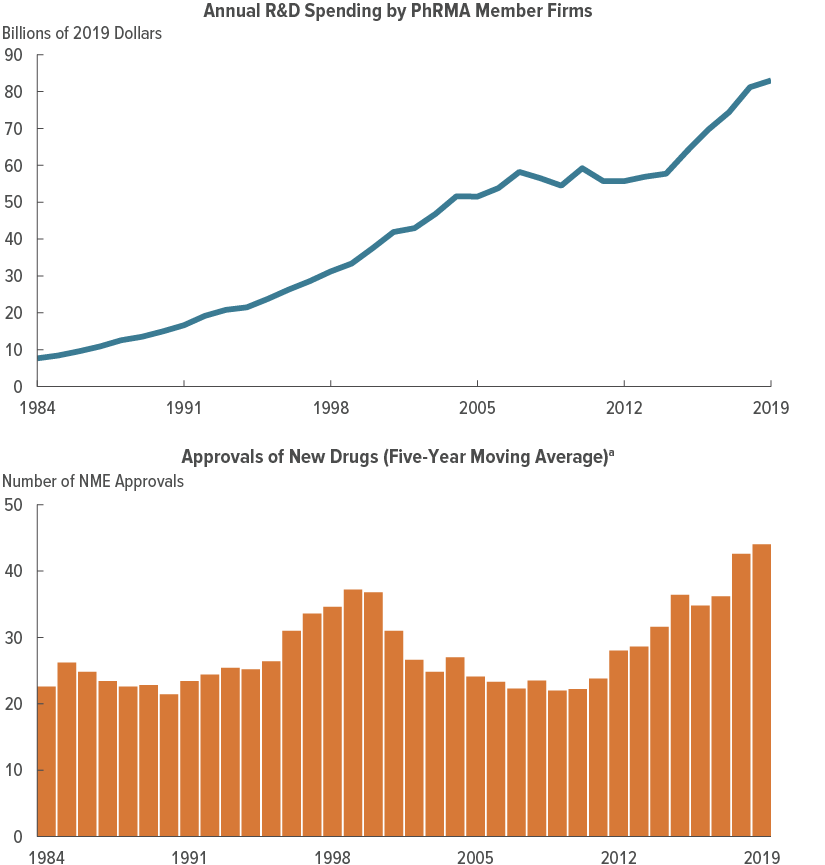 Annual R&D Spending by PhRMA Member Firms
Billions of 2019 Dollars
90
80
70
60
50
40
30
20
10
0
1984 1991 1998 2005 2012 2019
Approvals of New Drugs (Five-Year Moving Average)ᵃ
Number of NME Approvals
50
40
30
20
10
0
1984 1991 1998 2005 2012 2019